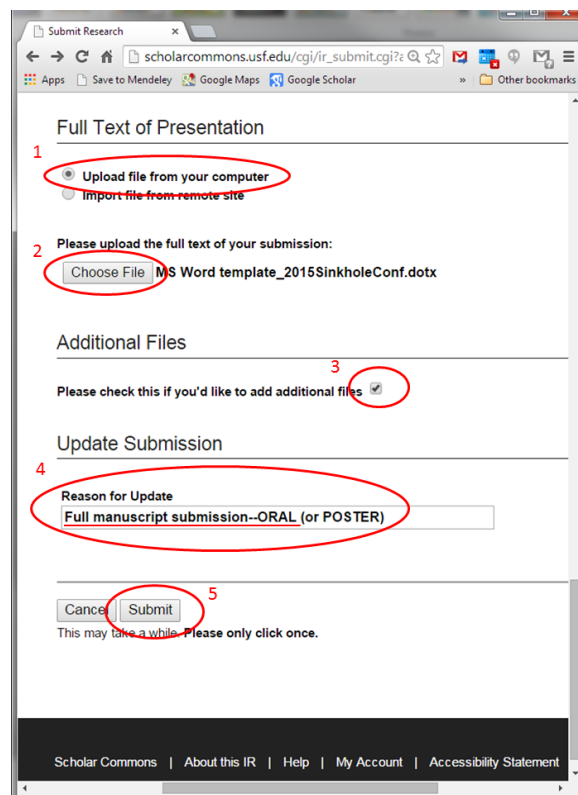 Submit Research
scholarcommons.usf.edu/cgi/ir_submit.cgi?
Apps Save to Mendeley Google Maps Google Scholar » Other bookmarks
Full Text of Presentation
1
Upload file from your computer
Import file from remote site
Please upload the full text of your submission:
2
Choose File MS Word template_2015SinkholeConf.dotx
Additional Files
3
Please check this if you'd like to add additional files
Update Submission
4
Reason for Update
Full manuscript submission--ORAL (or POSTER)
5
Cancel Submit
This may take a while. Please only click once.
Scholar Commons | About this IR | Help | My Account | Accessibility Statement